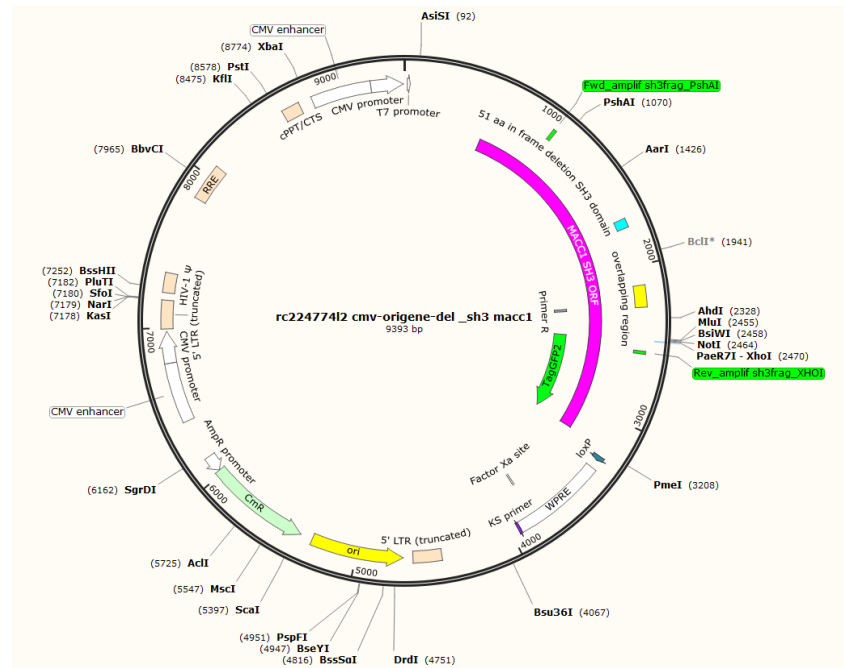 AsiSI (92)
CMV enhancer
(8774) XbaI
(8578) PstI
(8475) KflI
9000
CMV promoter
T7 promoter
cPPT/CTS
1000
Fwd_amplif sh3frag_PshAI
PshAI (1070)
51 aa in frame deletion SH3 domain
AarI (1426)
(7965) BbvCI
8000
RRE
MACC1 SH3 ORF
2000
BclI* (1941)
overlapping region
(7252) BssHII
(7182) PluTI
(7180) SfoI
(7179) NarI
(7178) KasI
HIV-1 Ψ
5' LTR (truncated)
7000
rc224774l2 cmv-origene-del _sh3 macc1
9393 bp
Primer R
TagGFP2
AhdI (2328)
MluI (2455)
BsiWI (2458)
NotI (2464)
PaeR7I - XhoI (2470)
Rev_amplif sh3frag_XHOI
CMV promoter
CMV enhancer
3000
loxP
AmpR promoter
Factor Xa site
WPRE
PmeI (3208)
(6162) SgrDI
6000
CmR
KS primer
4000
5' LTR (truncated)
ori
5000
(5725) AclI
(5547) MscI
(5397) ScaI
Bsu36I (4067)
(4951) PspFI
(4947) BseYI
(4816) BssSαI
DrdI (4751)